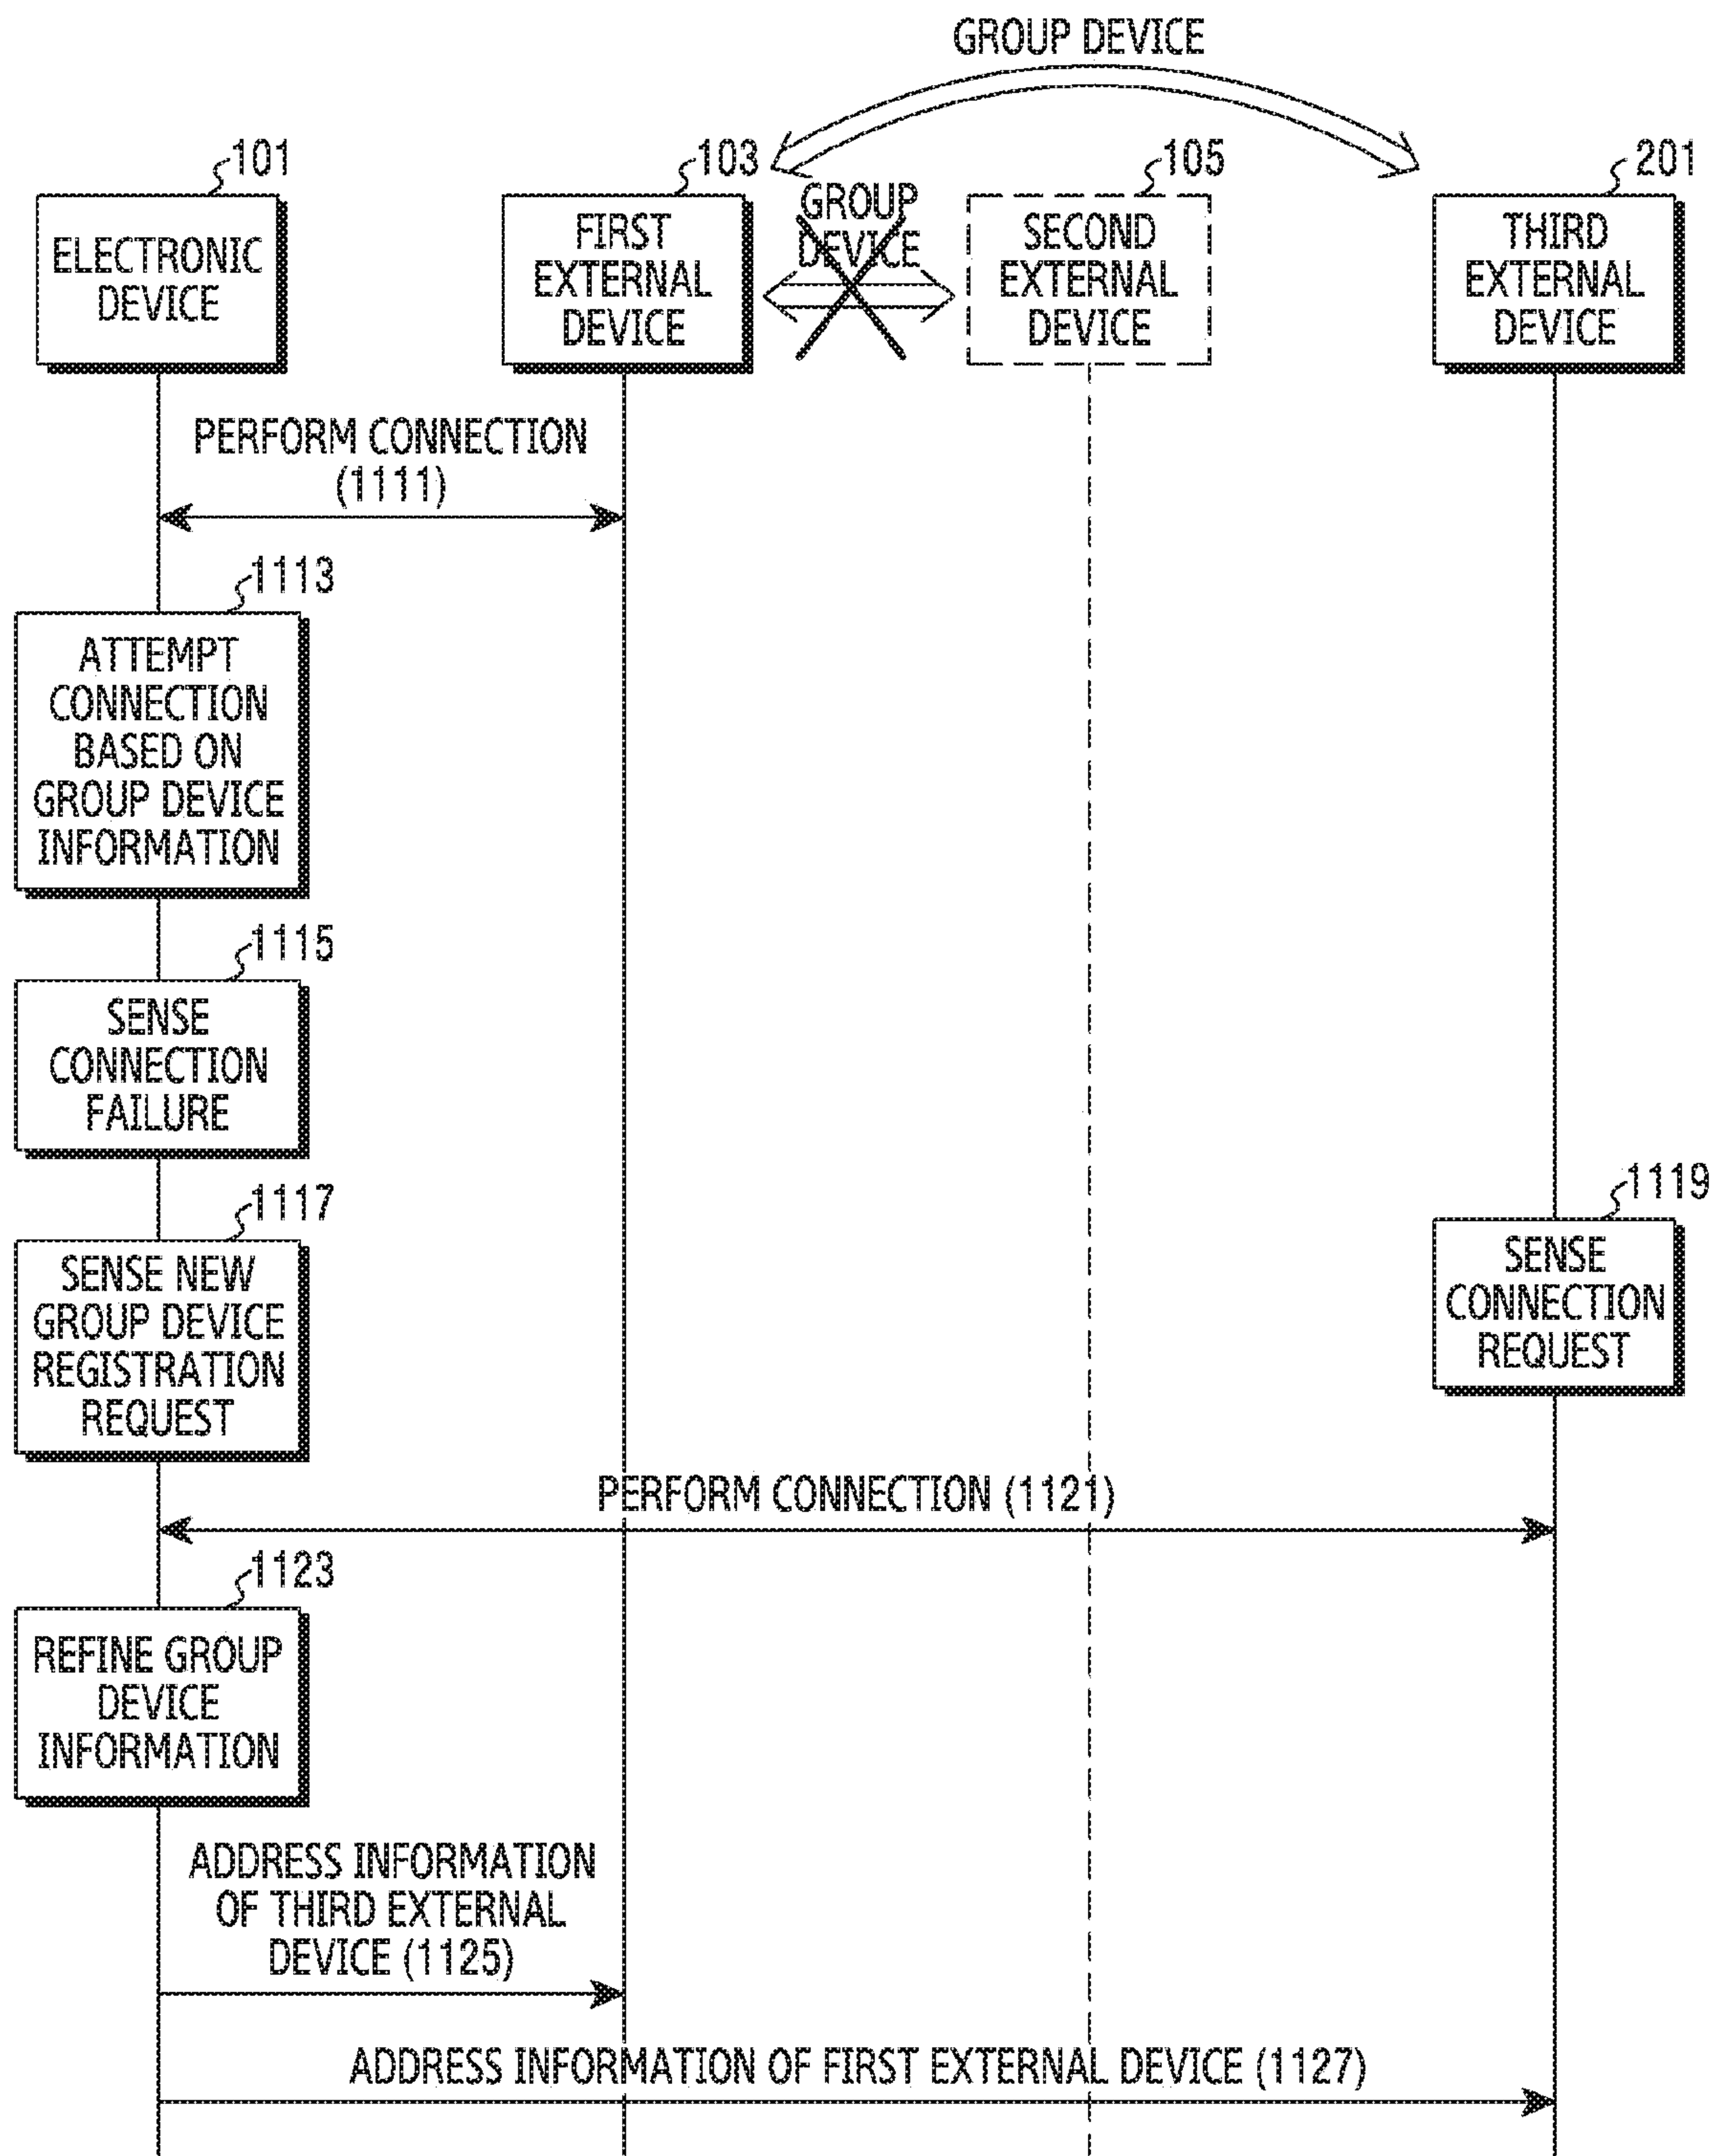 GROUP DEVICE
101
103
105
201
ELECTRONIC
DEVICE
FIRST
EXTERNAL
DEVICE
GROUP
DEVICE
SECOND
EXTERNAL
DEVICE
THIRD
EXTERNAL
DEVICE
PERFORM CONNECTION
(1111)
1113
ATTEMPT
CONNECTION
BASED ON
GROUP DEVICE
INFORMATION
1115
SENSE
CONNECTION
FAILURE
1117
SENSE NEW
GROUP DEVICE
REGISTRATION
REQUEST
1119
SENSE
CONNECTION
REQUEST
PERFORM CONNECTION (1121)
1123
REFINE GROUP
DEVICE
INFORMATION
ADDRESS INFORMATION
OF THIRD EXTERNAL
DEVICE (1125)
ADDRESS INFORMATION OF FIRST EXTERNAL DEVICE (1127)